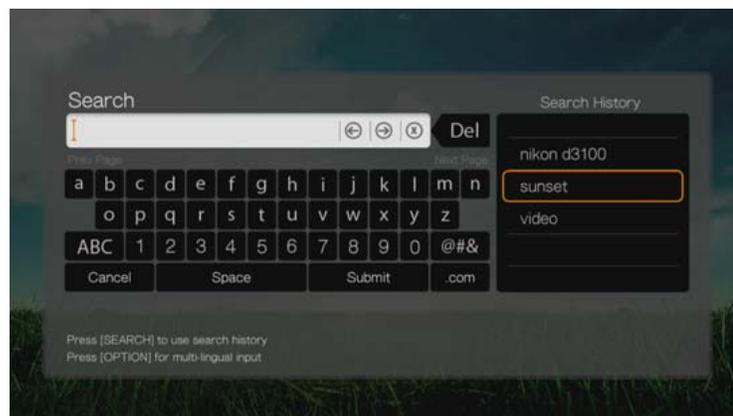 Search
Search History
Del
Prev Page
Next Page
nikon d3100
a b c d e f g h i j k l m n
sunset
o p q r s t u v w x y z
video
ABC 1 2 3 4 5 6 7 8 9 0 @#&
Cancel Space Submit .com
Press [SEARCH] to use search history
Press [OPTION] for multi-lingual input